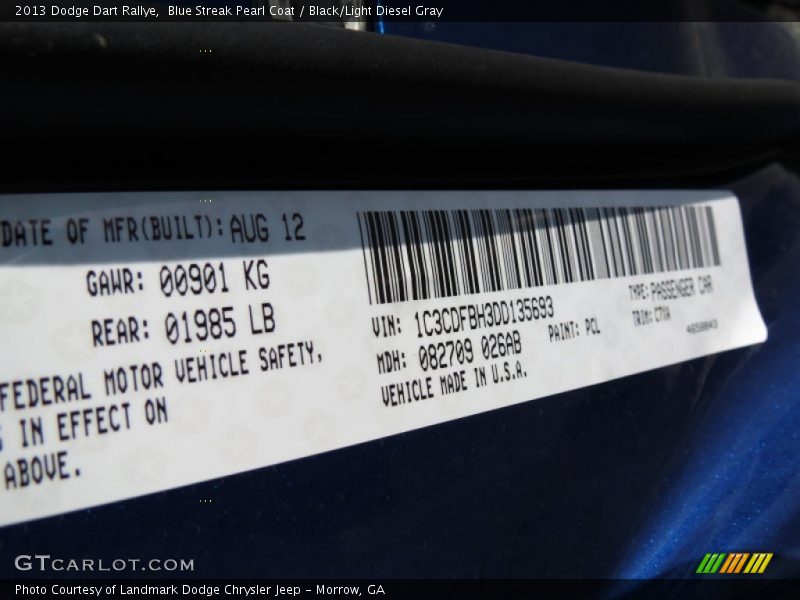 2013 Dodge Dart Rallye,  Blue Streak Pearl Coat / Black/Light Diesel Gray
DATE OF MFR(BUILT): AUG 12
GAWR: 00901 KG
REAR: 01985 LB
FEDERAL MOTOR VEHICLE SAFETY,
IN EFFECT ON
ABOVE.
VIN: 1C3CDFBH3DD135693
TYPE: PASSENGER CAR
MDH: 082709 026AB
PAINT: PCL
TRIM:
VEHICLE MADE IN U.S.A.
GTCARLOT.COM
Photo Courtesy of Landmark Dodge Chrysler Jeep – Morrow, GA